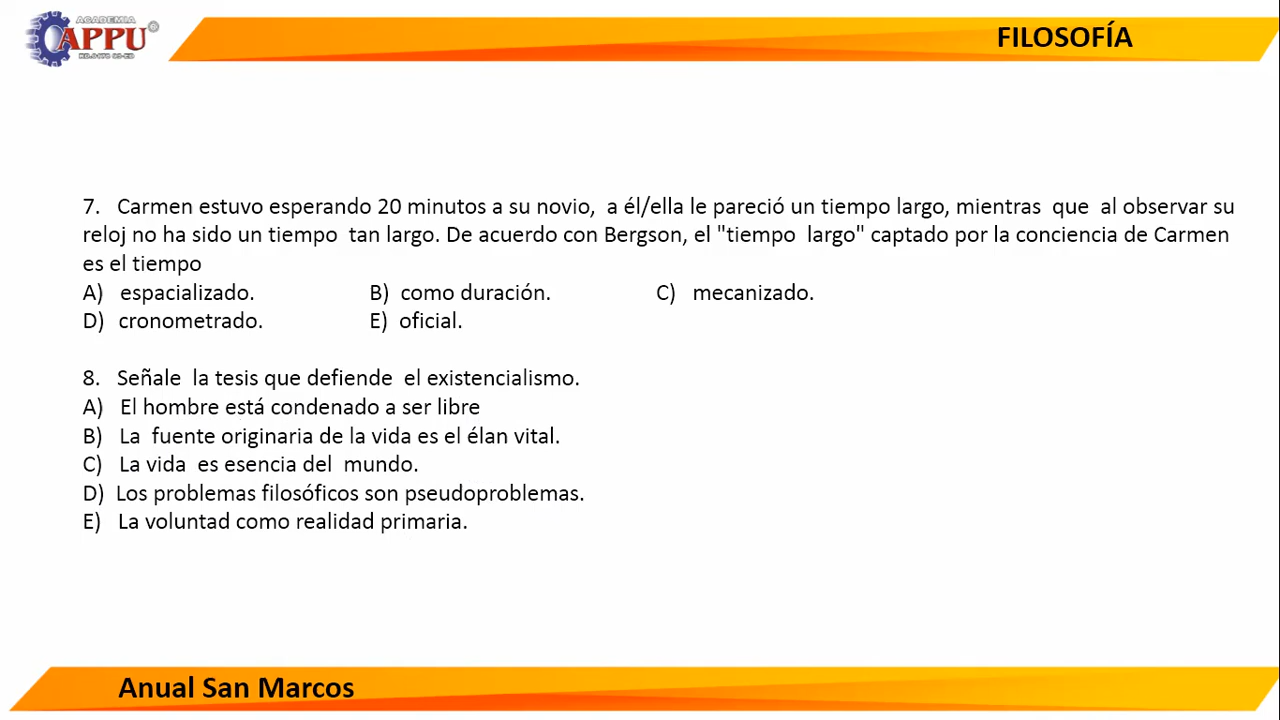 ACADEMIA
APPU
FILOSOFÍA
7. Carmen estuvo esperando 20 minutos a su novio, a él/ella le pareció un tiempo largo, mientras que al observar su
reloj no ha sido un tiempo tan largo. De acuerdo con Bergson, el "tiempo largo" captado por la conciencia de Carmen
es el tiempo
A) espacializado. B) como duración. C) mecanizado.
D) cronometrado. E) oficial.
8. Señale la tesis que defiende el existencialismo.
A) El hombre está condenado a ser libre
B) La fuente originaria de la vida es el élan vital.
C) La vida es esencia del mundo.
D) Los problemas filosóficos son pseudoproblemas.
E) La voluntad como realidad primaria.
Anual San Marcos